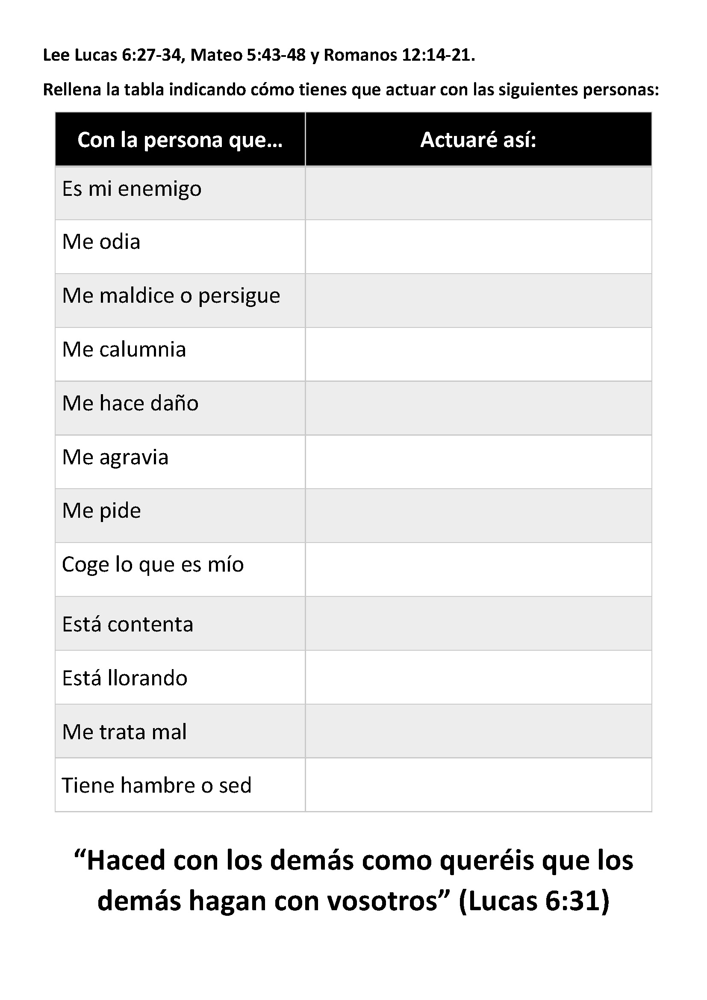 Lee Lucas 6:27-34, Mateo 5:43-48 y Romanos 12:14-21.
Rellena la tabla indicando cómo tienes que actuar con las siguientes personas:
Con la persona que... Actuaré así:
Es mi enemigo
Me odia
Me maldice o persigue
Me calumnia
Me hace daño
Me agravia
Me pide
Coge lo que es mío
Está contenta
Está llorando
Me trata mal
Tiene hambre o sed
“Haced con los demás como queréis que los
demás hagan con vosotros” (Lucas 6:31)